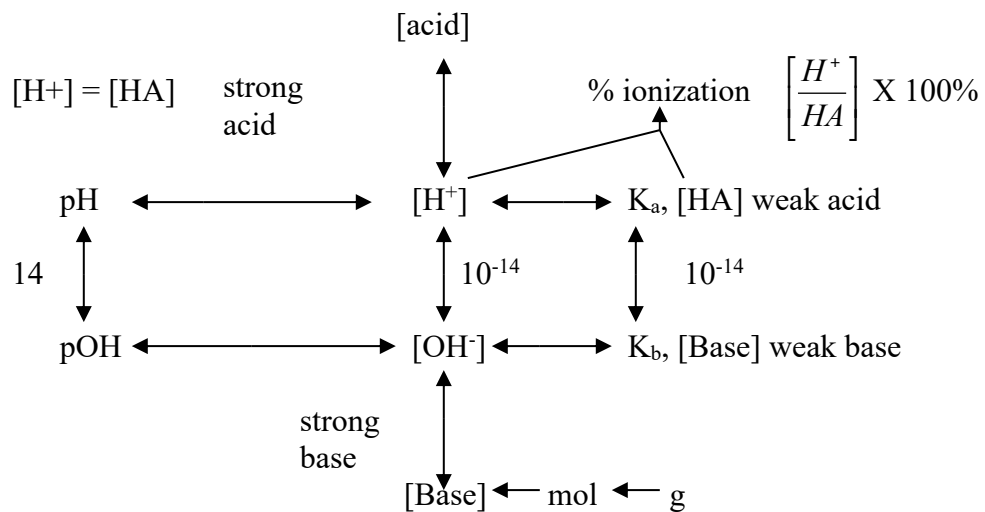 [acid]
[H+] = [HA] strong acid % ionization [H⁺/HA] X 100%
pH [H⁺] Kₐ, [HA] weak acid
14 10⁻¹⁴ 10⁻¹⁴
pOH [OH⁻] K_b, [Base] weak base
strong
base
[Base] mol g